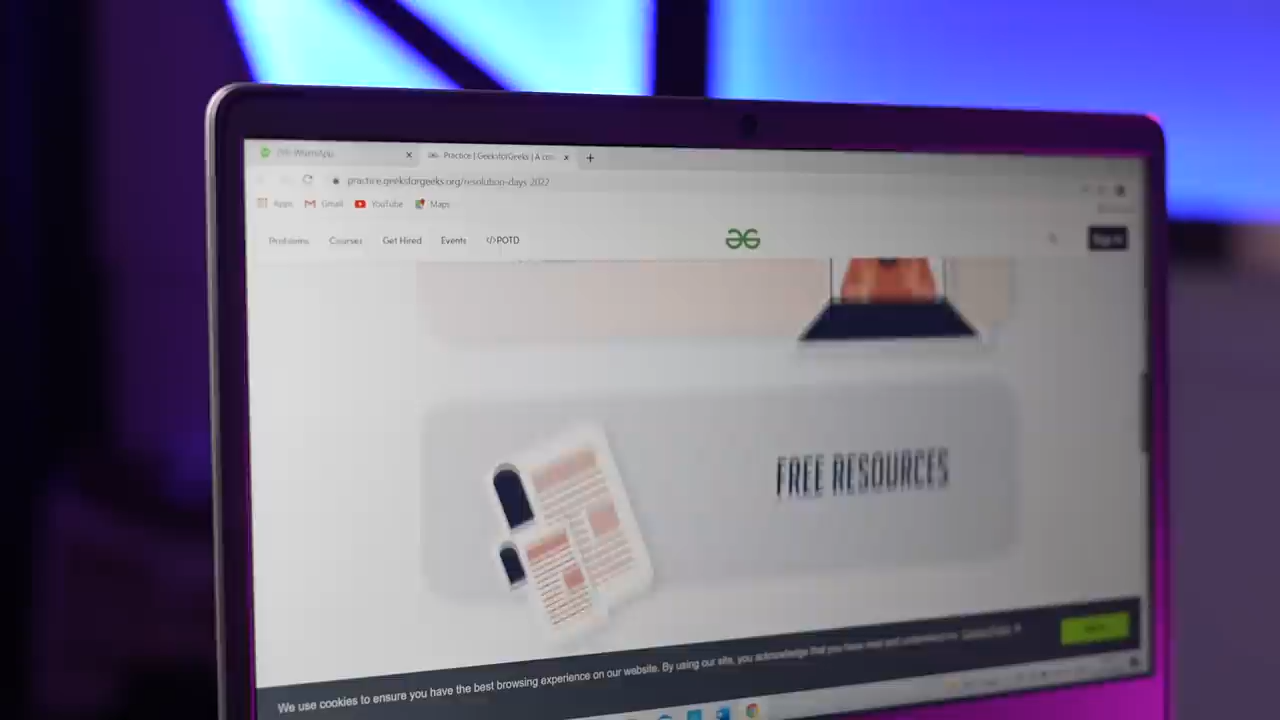 WhatsApp
Practice | GeeksforGeeks | A co
practice.geeksforgeeks.org/resolution-days-2022
Apps Gmail YouTube Maps
Problems Courses Get Hired Events </>POTD
Sign In
FREE RESOURCES
We use cookies to ensure you have the best browsing experience on our website. By using our site, you acknowledge that you have read and understood our